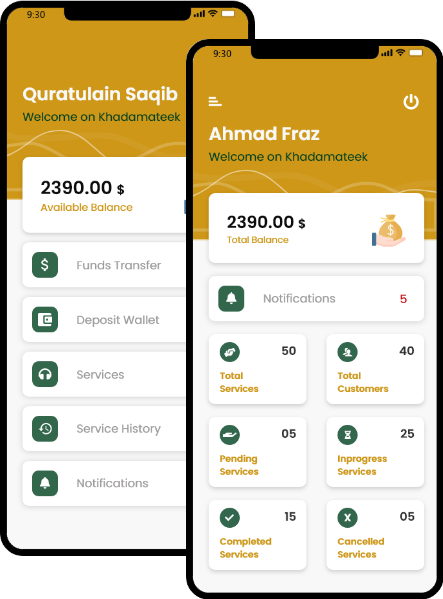 9:30
Quratulain Saqib
Welcome on Khadamateek
2390.00 $
Available Balance
Funds Transfer
Deposit Wallet
Services
Service History
Notifications
9:30
Ahmad Fraz
Welcome on Khadamateek
2390.00 $
Total Balance
Notifications 5
50
Total
Services
40
Total
Customers
05
Pending
Services
25
Inprogress
Services
15
Completed
Services
05
Cancelled
Services